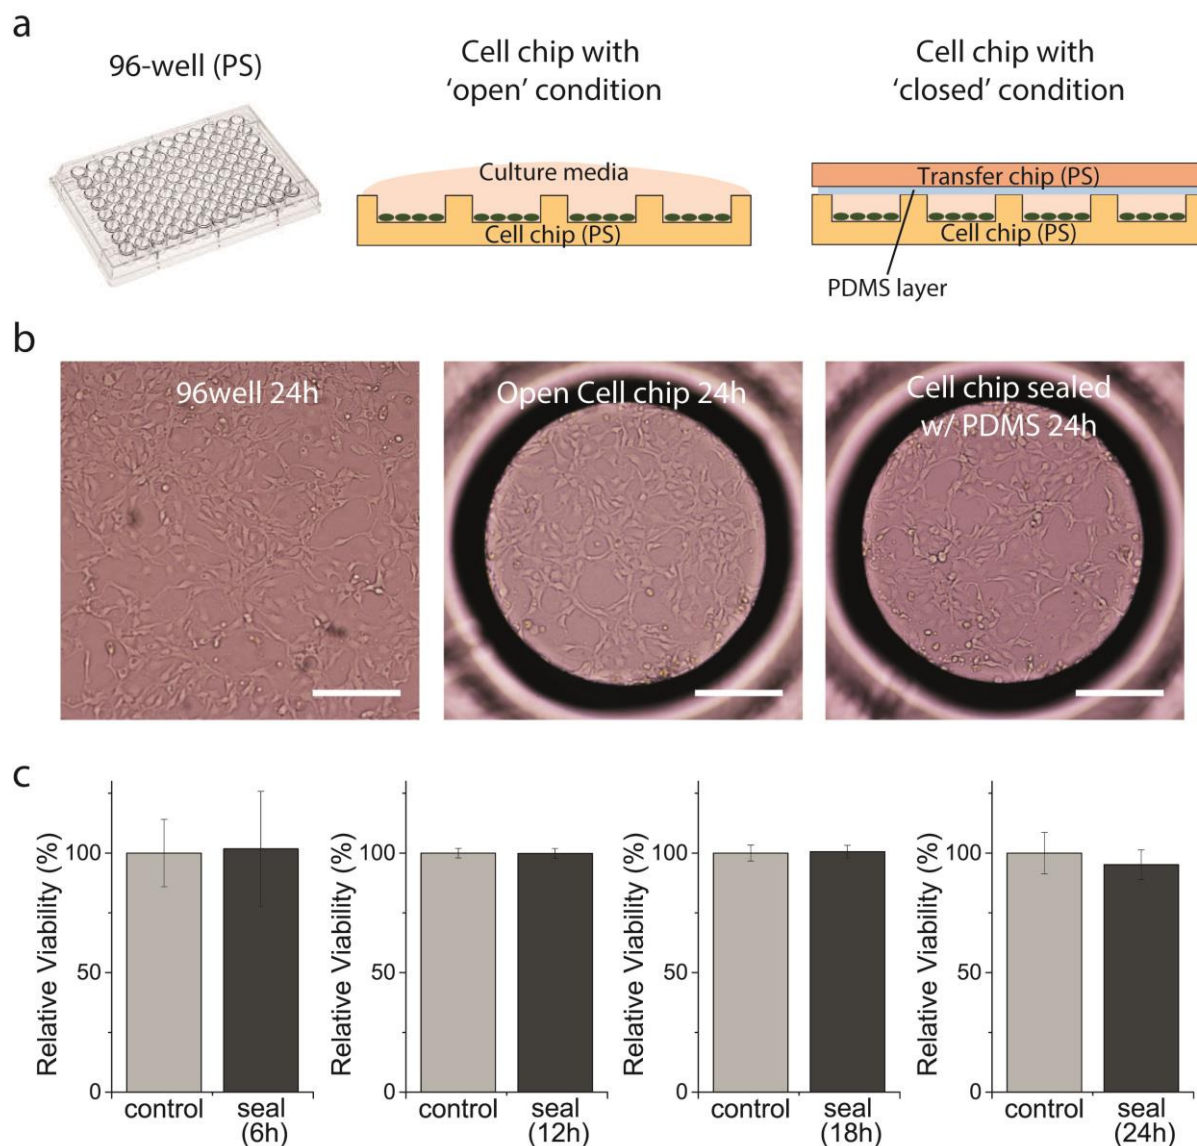 a
96-well (PS)
Cell chip with
‘open’ condition
Cell chip with
‘closed’ condition
Culture media
Cell chip (PS)
Transfer chip (PS)
Cell chip (PS)
PDMS layer
b
96well 24h
Open Cell chip 24h
Cell chip sealed
w/ PDMS 24h
c
Relative Viability (%)
100
50
0
control
seal
(6h)
Relative Viability (%)
100
50
0
control
seal
(12h)
Relative Viability (%)
100
50
0
control
seal
(18h)
Relative Viability (%)
100
50
0
control
seal
(24h)